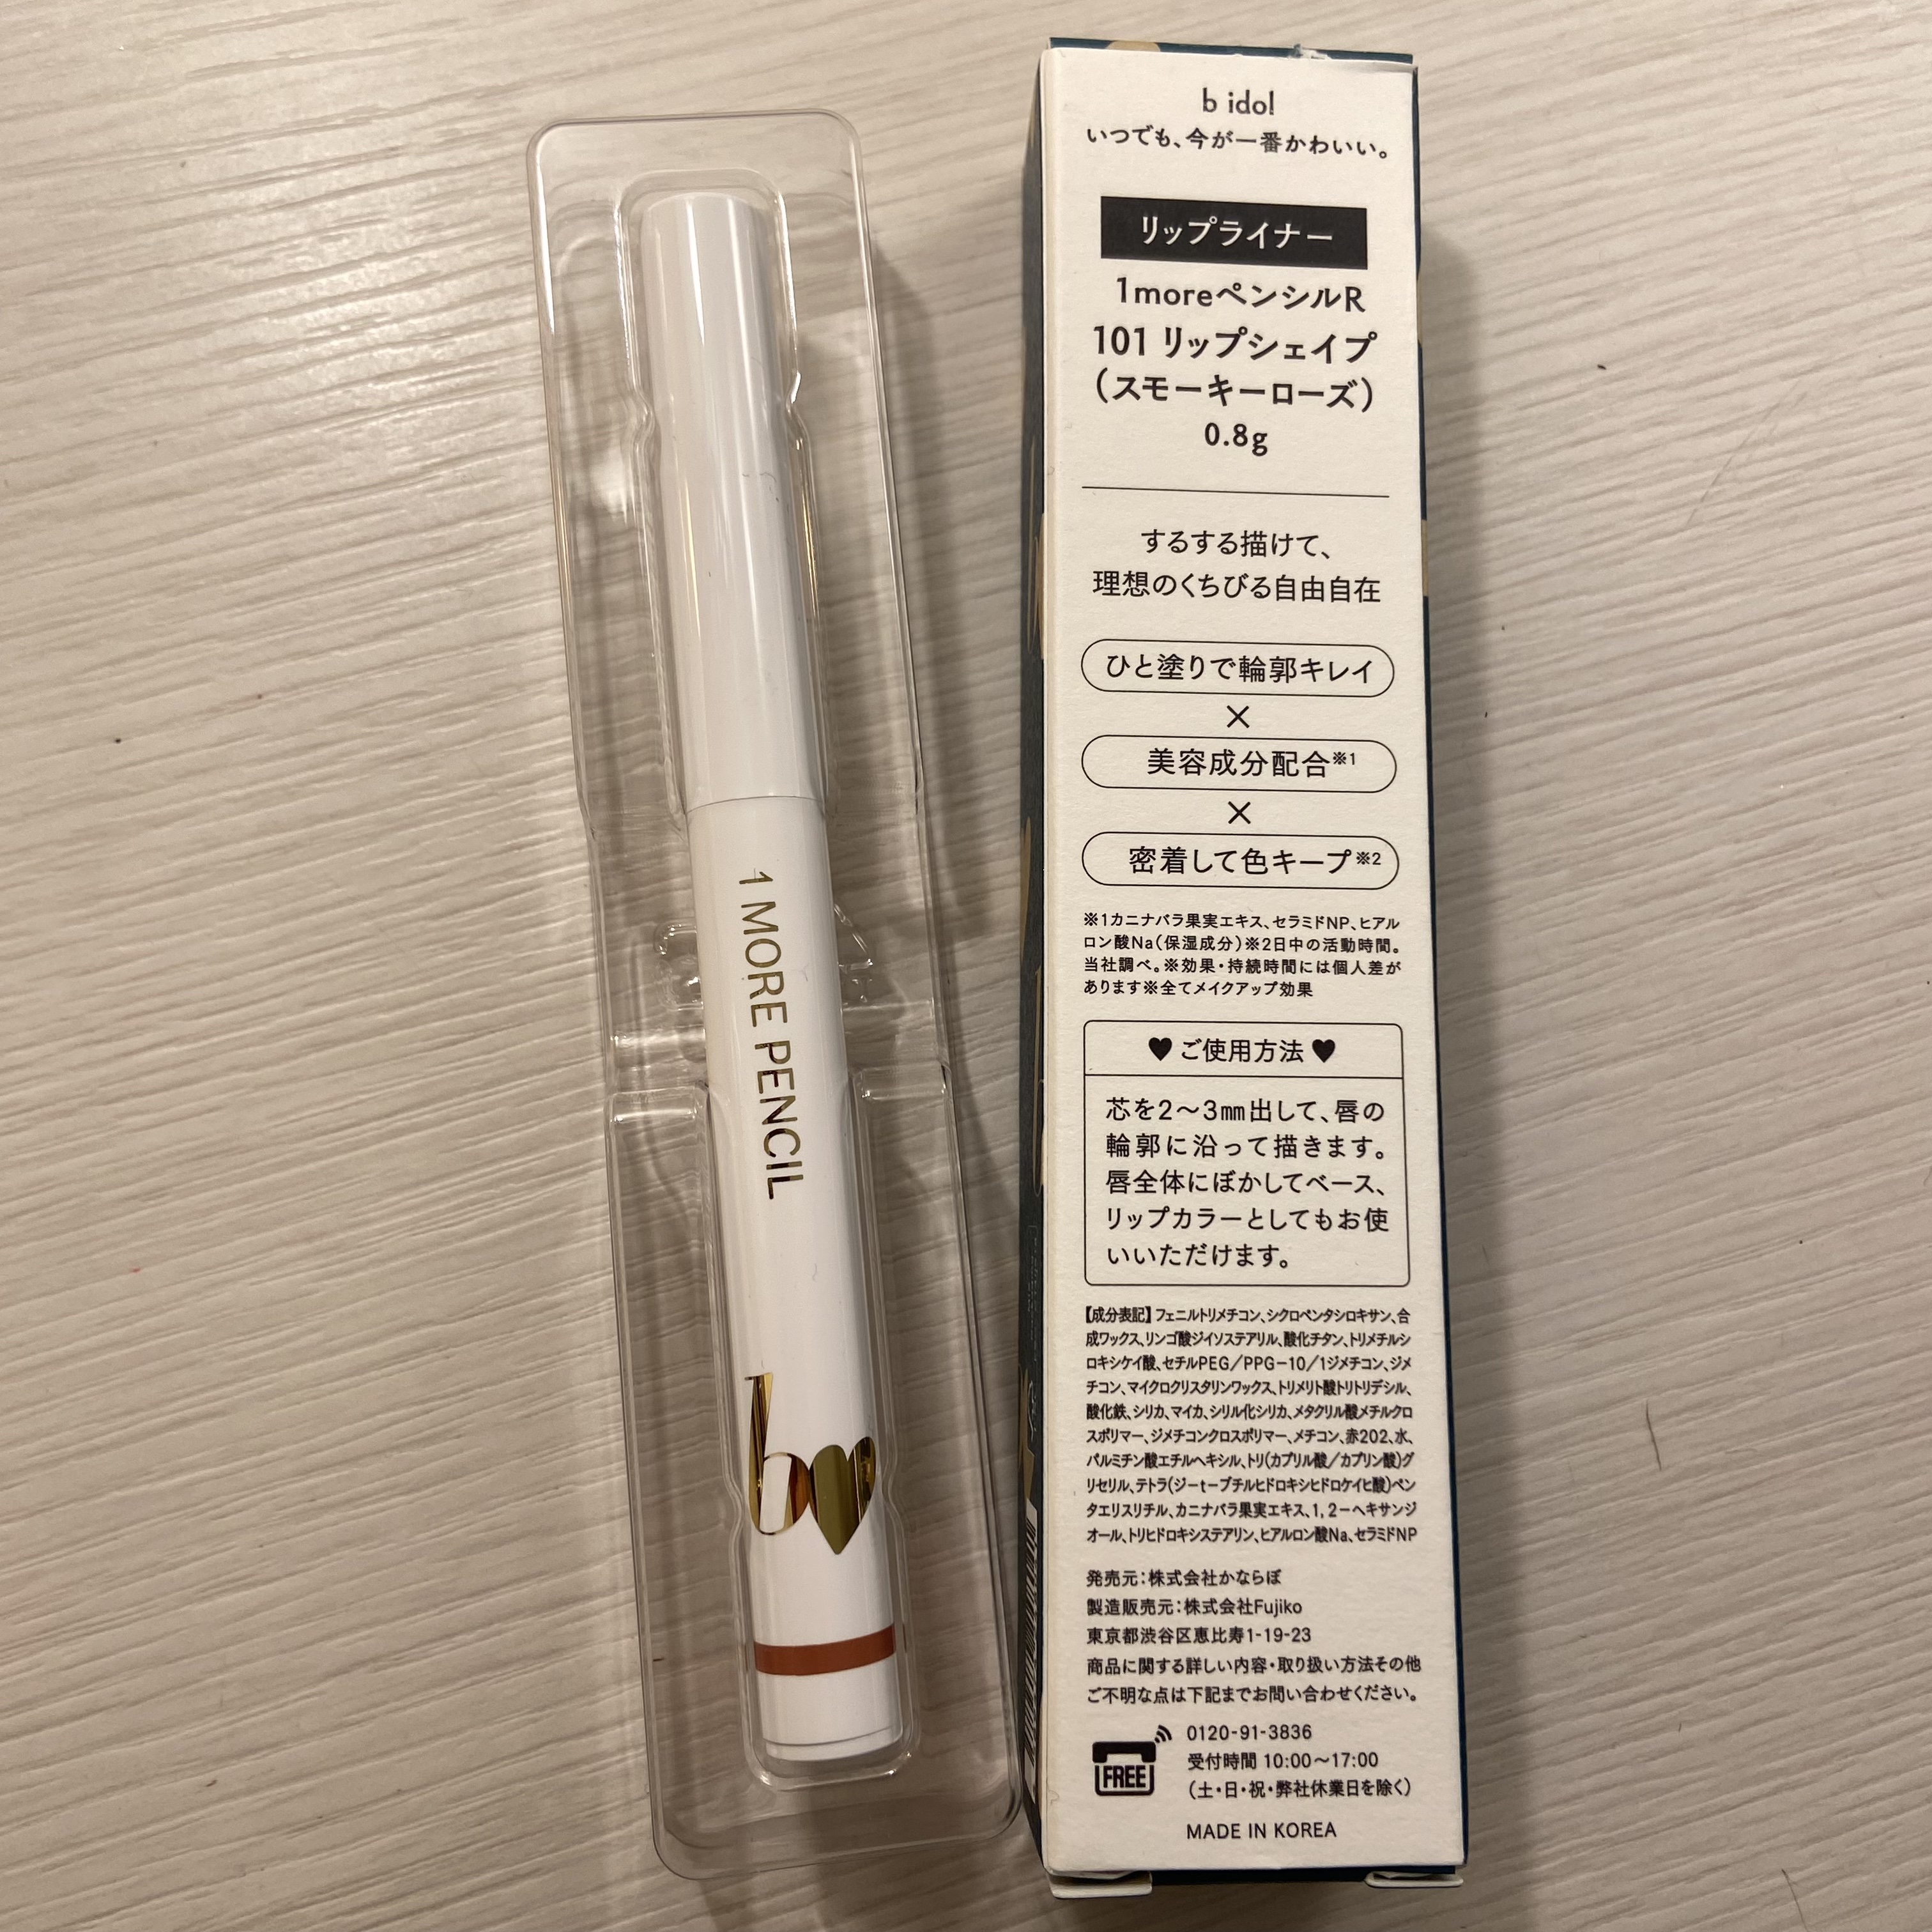 1 MORE PENCIL
b
b idol
いつでも、今が一番かわいい。
リップライナー
1moreペンシルR
101 リップシェイプ
(スモーキーローズ)
0.8g
するする描けて、
理想のくちびる自由自在
ひと塗りで輪郭キレイ
×
美容成分配合※1
×
密着して色キープ※2
※1カニナバラ果実エキス、セラミドNP、ヒアル
ロン酸Na(保湿成分)※2日中の活動時間。
当社調べ。※効果・持続時間には個人差が
あります※全てメイクアップ効果
♥ご使用方法♥
芯を2〜3㎜出して、唇の
輪郭に沿って描きます。
唇全体にぼかしてベース、
リップカラーとしてもお使
いいただけます。
【成分表記】フェニルトリメチコン、シクロペンタシロキサン、合
成ワックス、リンゴ酸ジイソステアリル、酸化チタン、トリメチルシ
ロキシケイ酸、セチルPEG/PPG-10/1ジメチコン、ジメ
チコン、マイクロクリスタリンワックス、トリメリト酸トリトリデシル、
酸化鉄、シリカ、マイカ、シリル化シリカ、メタクリル酸メチルクロ
スポリマー、ジメチコンクロスポリマー、メチコン、赤202、水、
パルミチン酸エチルヘキシル、トリ(カプリル酸/カプリン酸)グ
リセリル、テトラ(ジ-t-ブチルヒドロキシヒドロケイヒ酸)ペン
タエリスリチル、カニナバラ果実エキス、1,2-ヘキサンジ
オール、トリヒドロキシステアリン、ヒアルロン酸Na、セラミドNP
発売元:株式会社かならぼ
製造販売元:株式会社Fujiko
東京都渋谷区恵比寿1-19-23
商品に関する詳しい内容・取り扱い方法その他
ご不明な点は下記までお問い合わせください。
FREE
0120-91-3836
受付時間 10:00〜17:00
(土・日・祝・弊社休業日を除く)
MADE IN KOREA